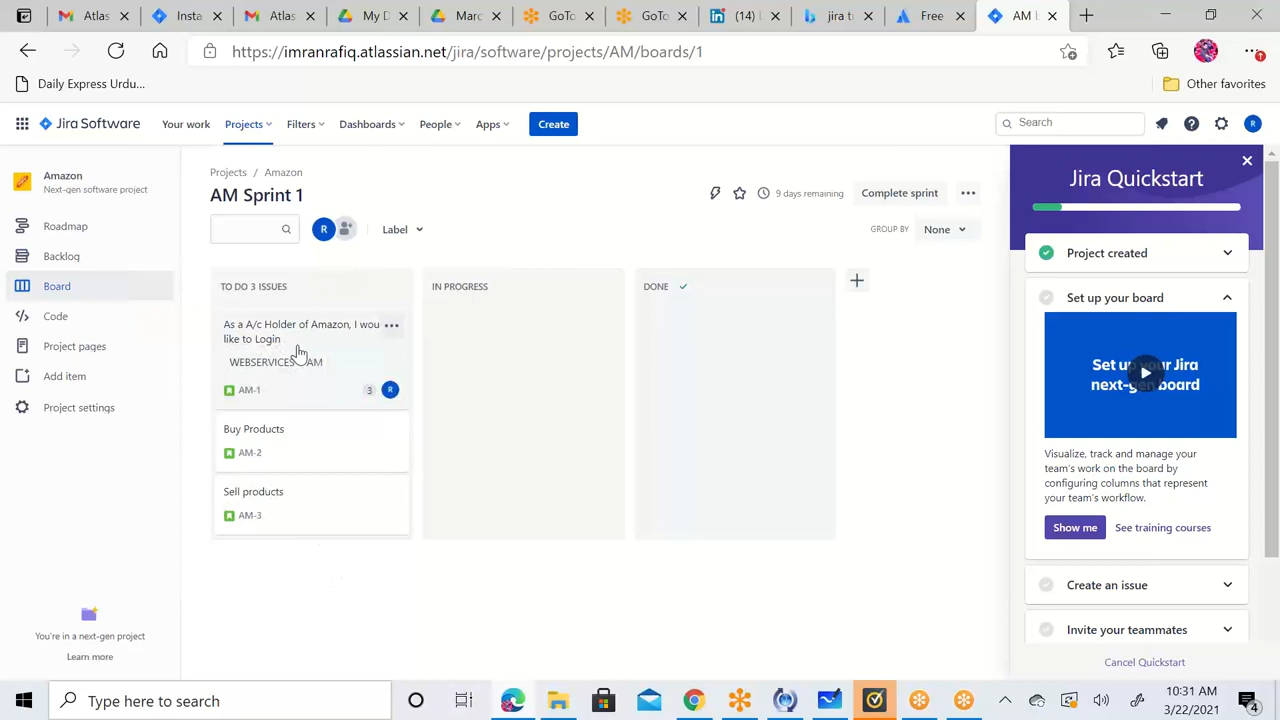 Atlas
Insta
Atlas
My D
Marc
GoTo
GoTo
(14) L
jira t
Free
AM b
https://imranrafiq.atlassian.net/jira/software/projects/AM/boards/1
Daily Express Urdu...
Other favorites
Jira Software
Your work
Projects
Filters
Dashboards
People
Apps
Create
Search
R
Amazon
Next-gen software project
Roadmap
Backlog
Board
Code
Project pages
Add item
Project settings
You're in a next-gen project
Learn more
Projects / Amazon
AM Sprint 1
9 days remaining
Complete sprint
R
Label
GROUP BY
None
TO DO 3 ISSUES
As a A/c Holder of Amazon, I wou
like to Login
AM-1
3
R
Buy Products
AM-2
Sell products
AM-3
IN PROGRESS
DONE
Jira Quickstart
Project created
Set up your board
Set up your Jira
next-gen board
Visualize, track and manage your
team's work on the board by
configuring columns that represent
your team's workflow.
Show me
See training courses
Create an issue
Invite your teammates
Cancel Quickstart
Type here to search
10:31 AM
3/22/2021
4